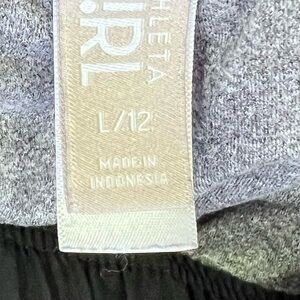 HLETA
IRL
L/12
MADE IN
INDONESIA